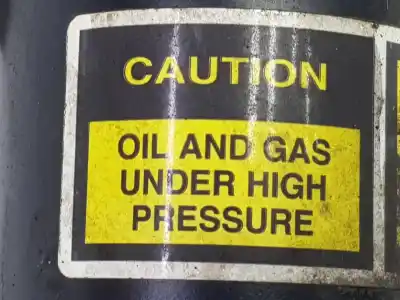 CAUTION
OIL AND GAS
UNDER HIGH
PRESSURE